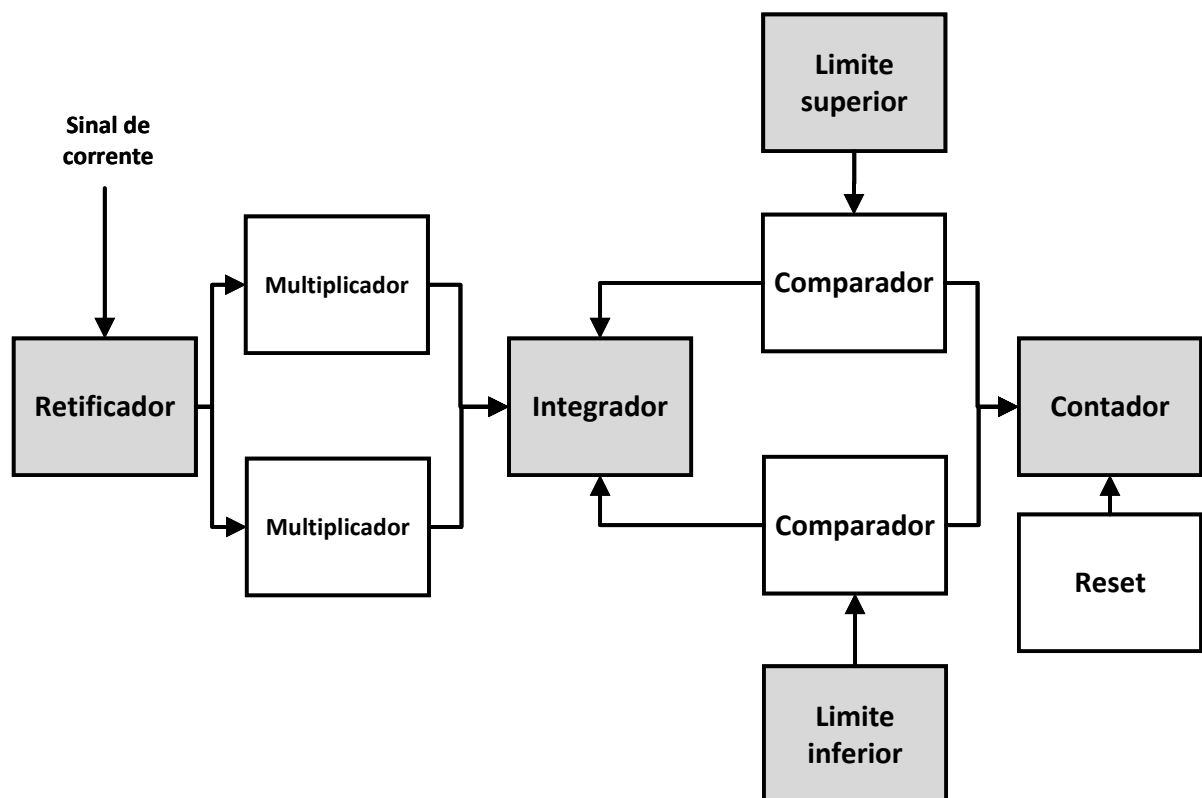 Limite
superior
Sinal de
corrente
Multiplicador
Comparador
Retificador
Integrador
Contador
Multiplicador
Comparador
Reset
Limite
inferior